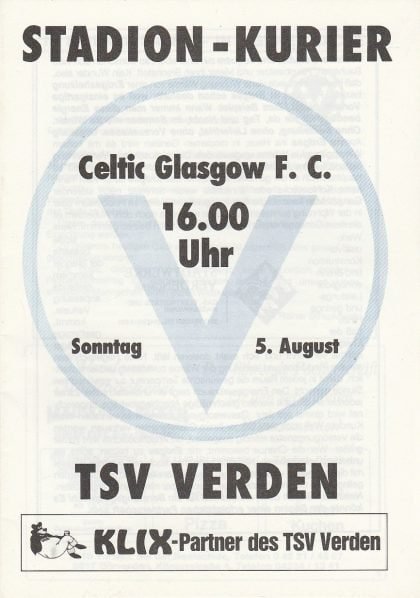 STADION-KURIER
Celtic Glasgow F. C.
16.00
Uhr
Sonntag 5. August
TSV VERDEN
KLIX-Partner des TSV Verden